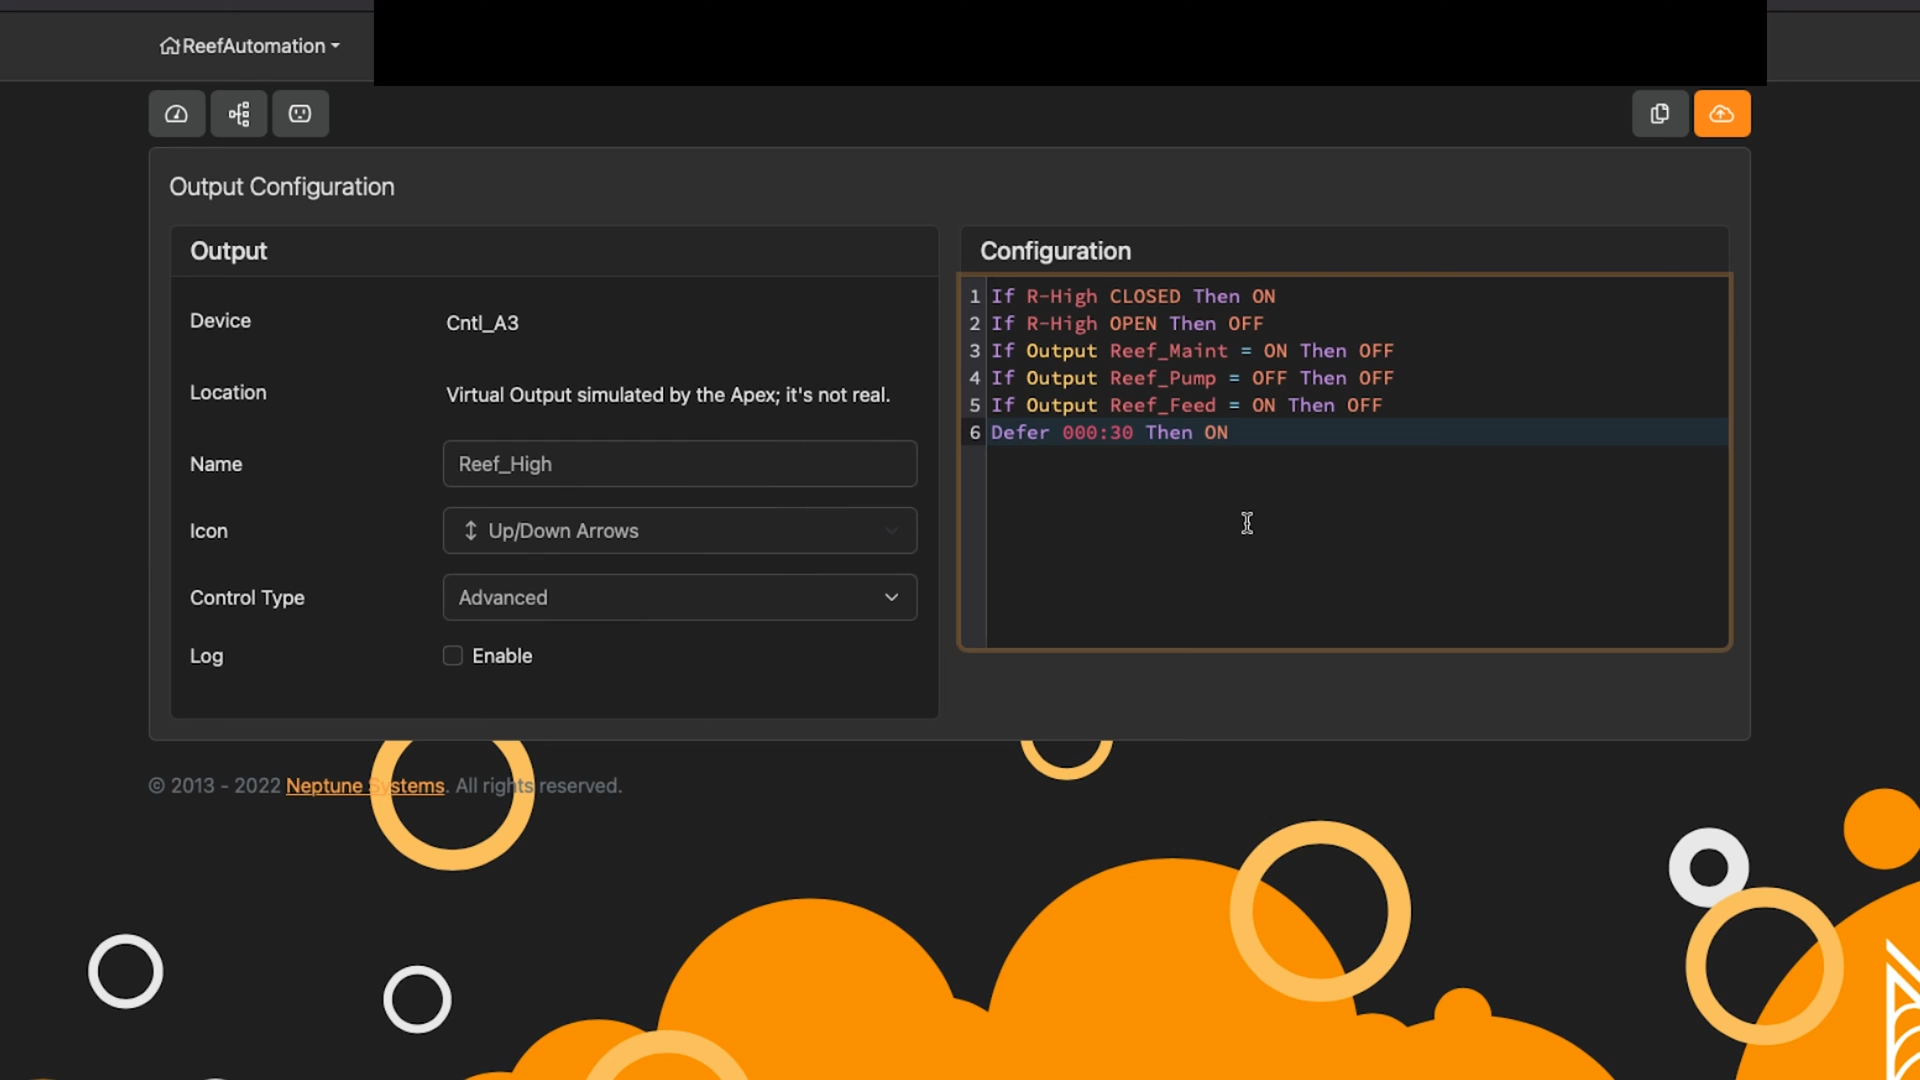 ReefAutomation
Output Configuration
Output
Device Cntl_A3
Location Virtual Output simulated by the Apex; it's not real.
Name Reef_High
Icon Up/Down Arrows
Control Type Advanced
Log Enable
Configuration
1 If R-High CLOSED Then ON
2 If R-High OPEN Then OFF
3 If Output Reef_Maint = ON Then OFF
4 If Output Reef_Pump = OFF Then OFF
5 If Output Reef_Feed = ON Then OFF
6 Defer 000:30 Then ON
© 2013 - 2022 Neptune Systems. All rights reserved.